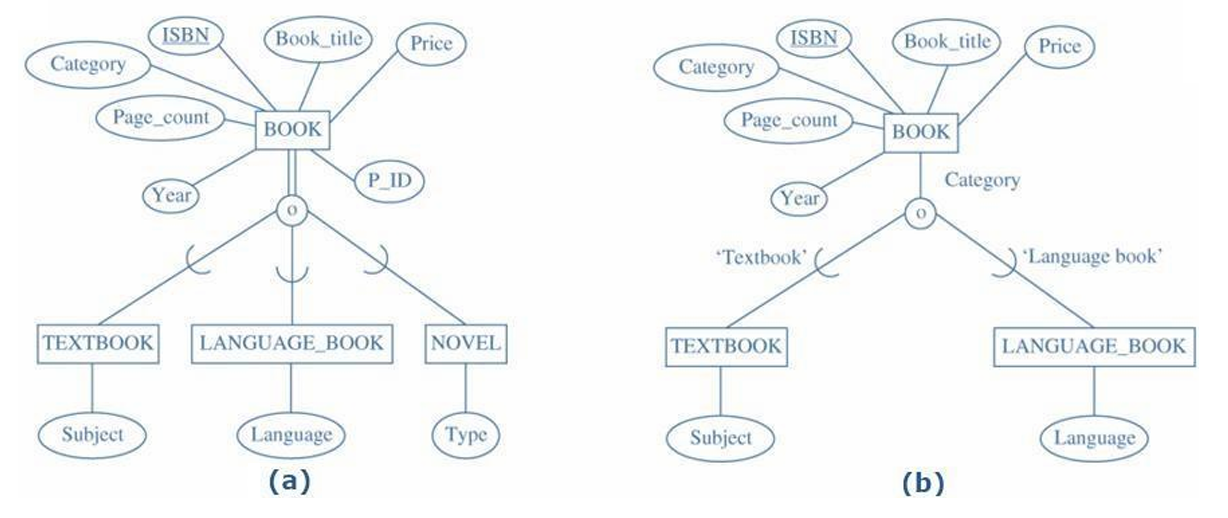 ISBN
Book_title
Price
Category
Page_count
BOOK
Year
P_ID
o
TEXTBOOK
LANGUAGE_BOOK
NOVEL
Subject
Language
Type
(a)
ISBN
Book_title
Price
Category
Page_count
BOOK
Year
Category
o
‘Textbook’
‘Language book’
TEXTBOOK
LANGUAGE_BOOK
Subject
Language
(b)